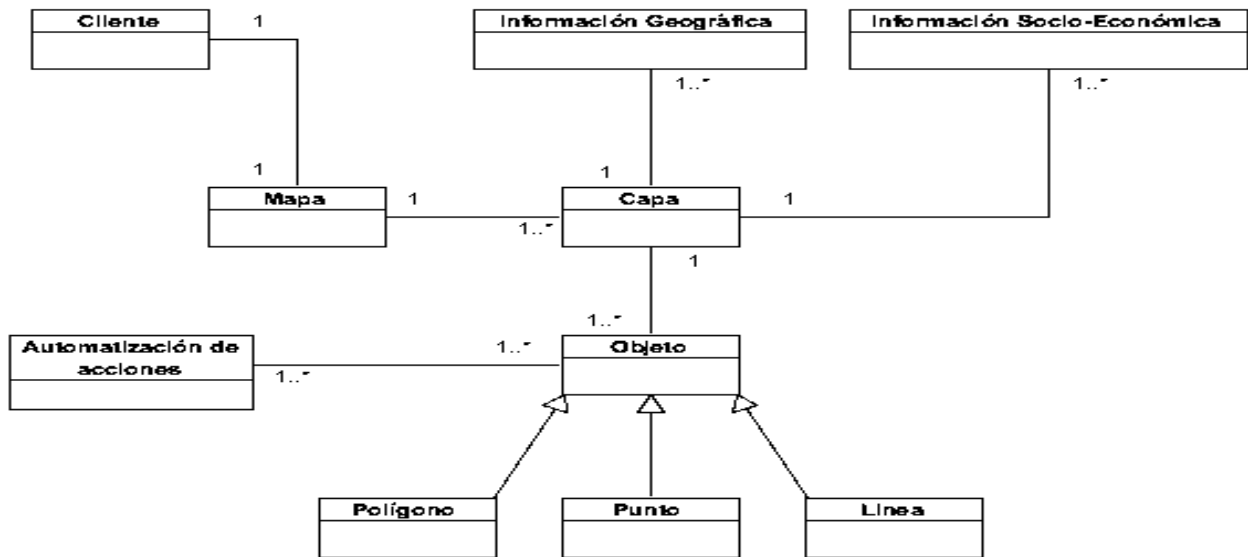 Cliente
1
Información Geográfica
Información Socio-Económica
1..*
1..*
1
1
Mapa
1
1..*
Capa
1
1
1..*
Automatización de
acciones
1..*
1..*
Objeto
Polígono
Punto
Línea